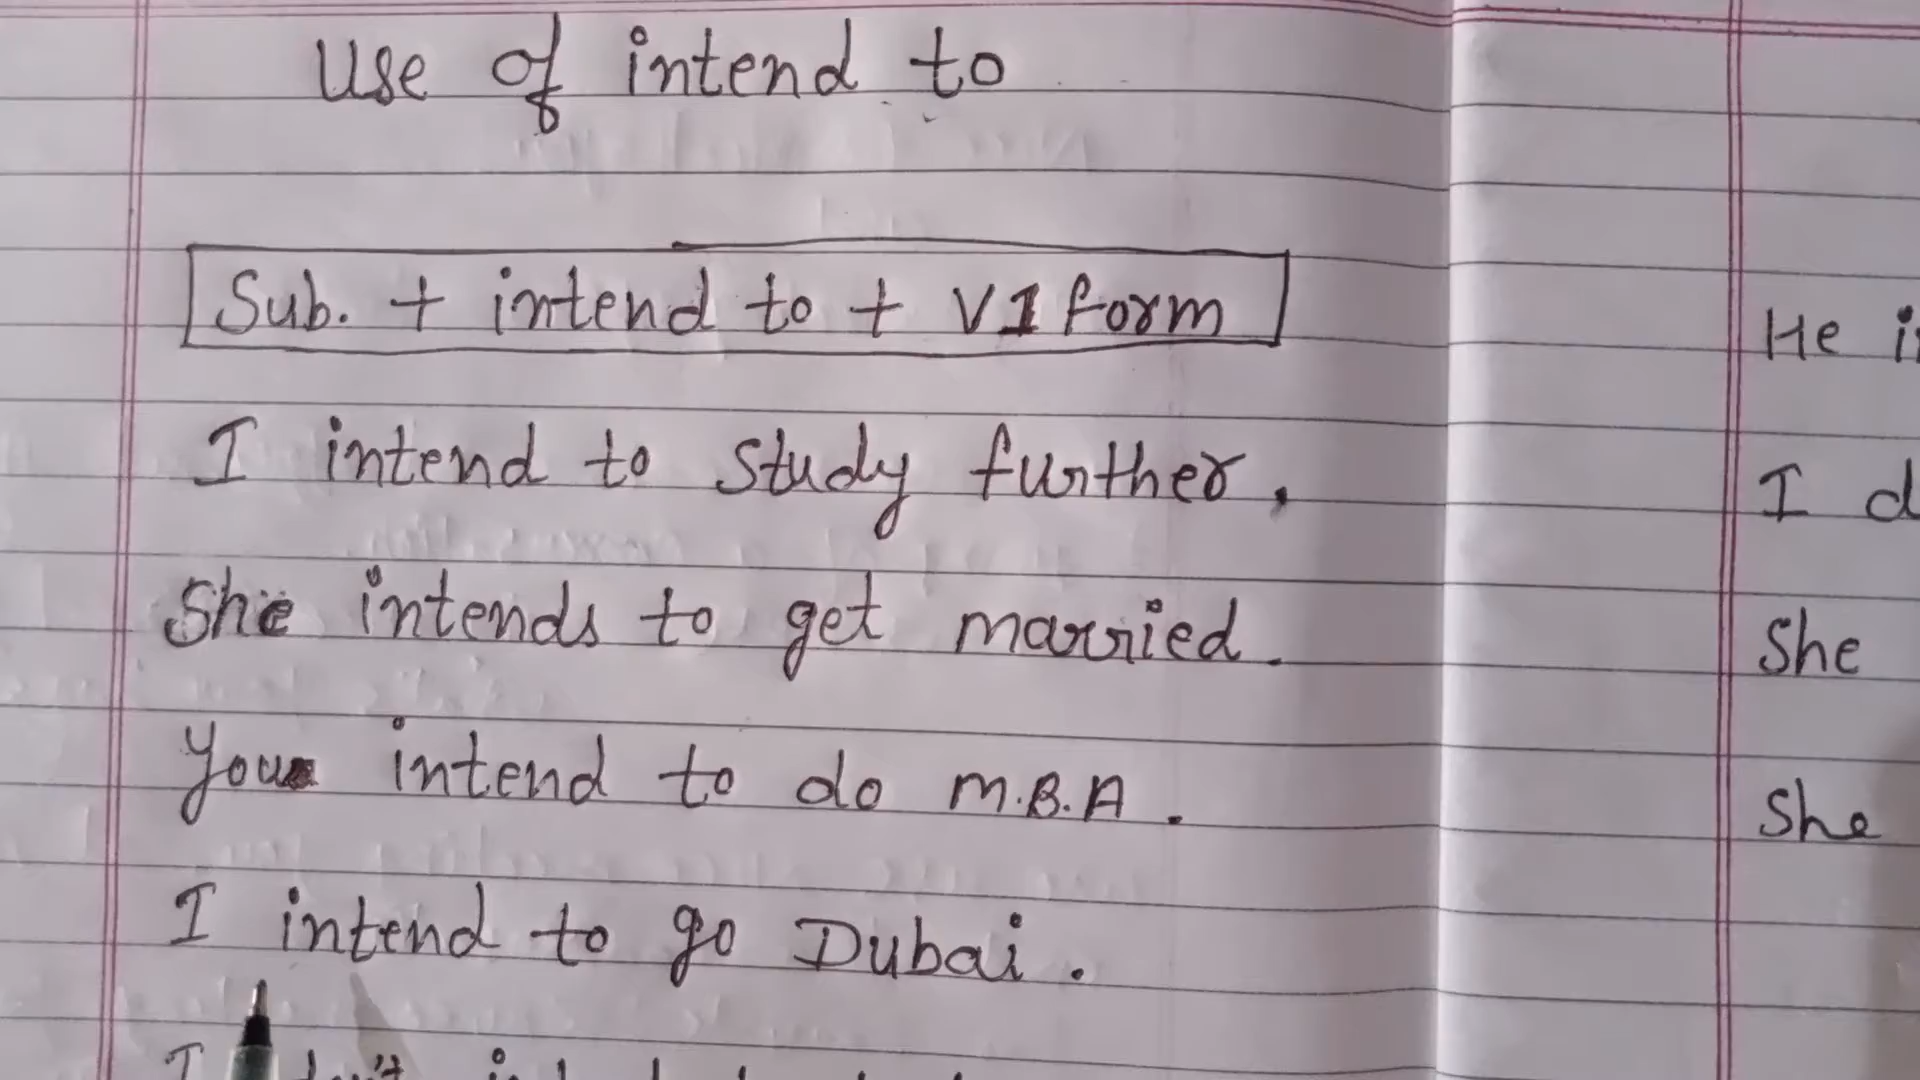 Use of intend to
Sub. + intend to + V1 form
I intend to study further.
She intends to get married.
You intend to do M.B.A.
I intend to go Dubai.
I don't
He
I d
She
She